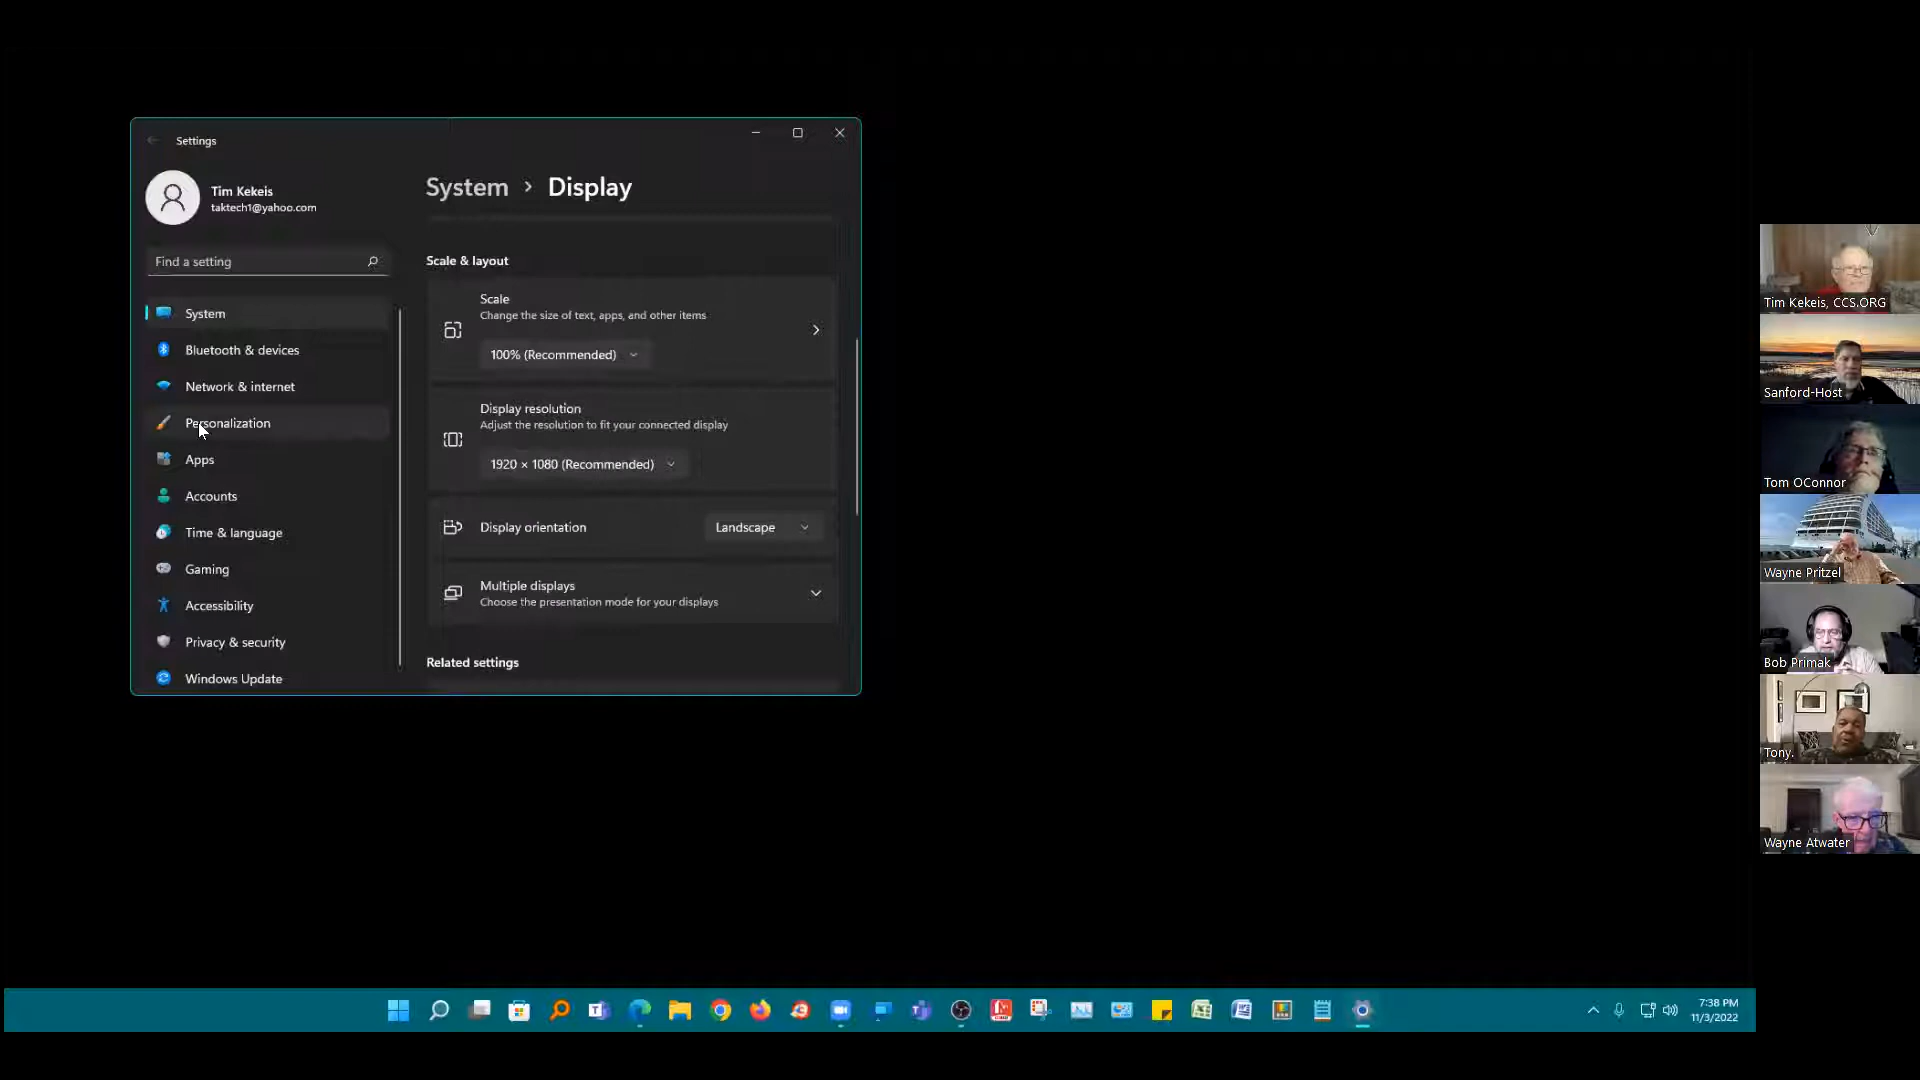 Settings
Tim Kekeis
taktech1@yahoo.com
Find a setting
System
Bluetooth & devices
Network & internet
Personalization
Apps
Accounts
Time & language
Gaming
Accessibility
Privacy & security
Windows Update
System > Display
Scale & layout
Scale
Change the size of text, apps, and other items
100% (Recommended)
Display resolution
Adjust the resolution to fit your connected display
1920 × 1080 (Recommended)
Display orientation
Landscape
Multiple displays
Choose the presentation mode for your displays
Related settings
Tim Kekeis, CCS.ORG
Sanford-Host
Tom OConnor
Wayne Pritzel
Bob Primak
Tony.
Wayne Atwater
7:38 PM
11/3/2022